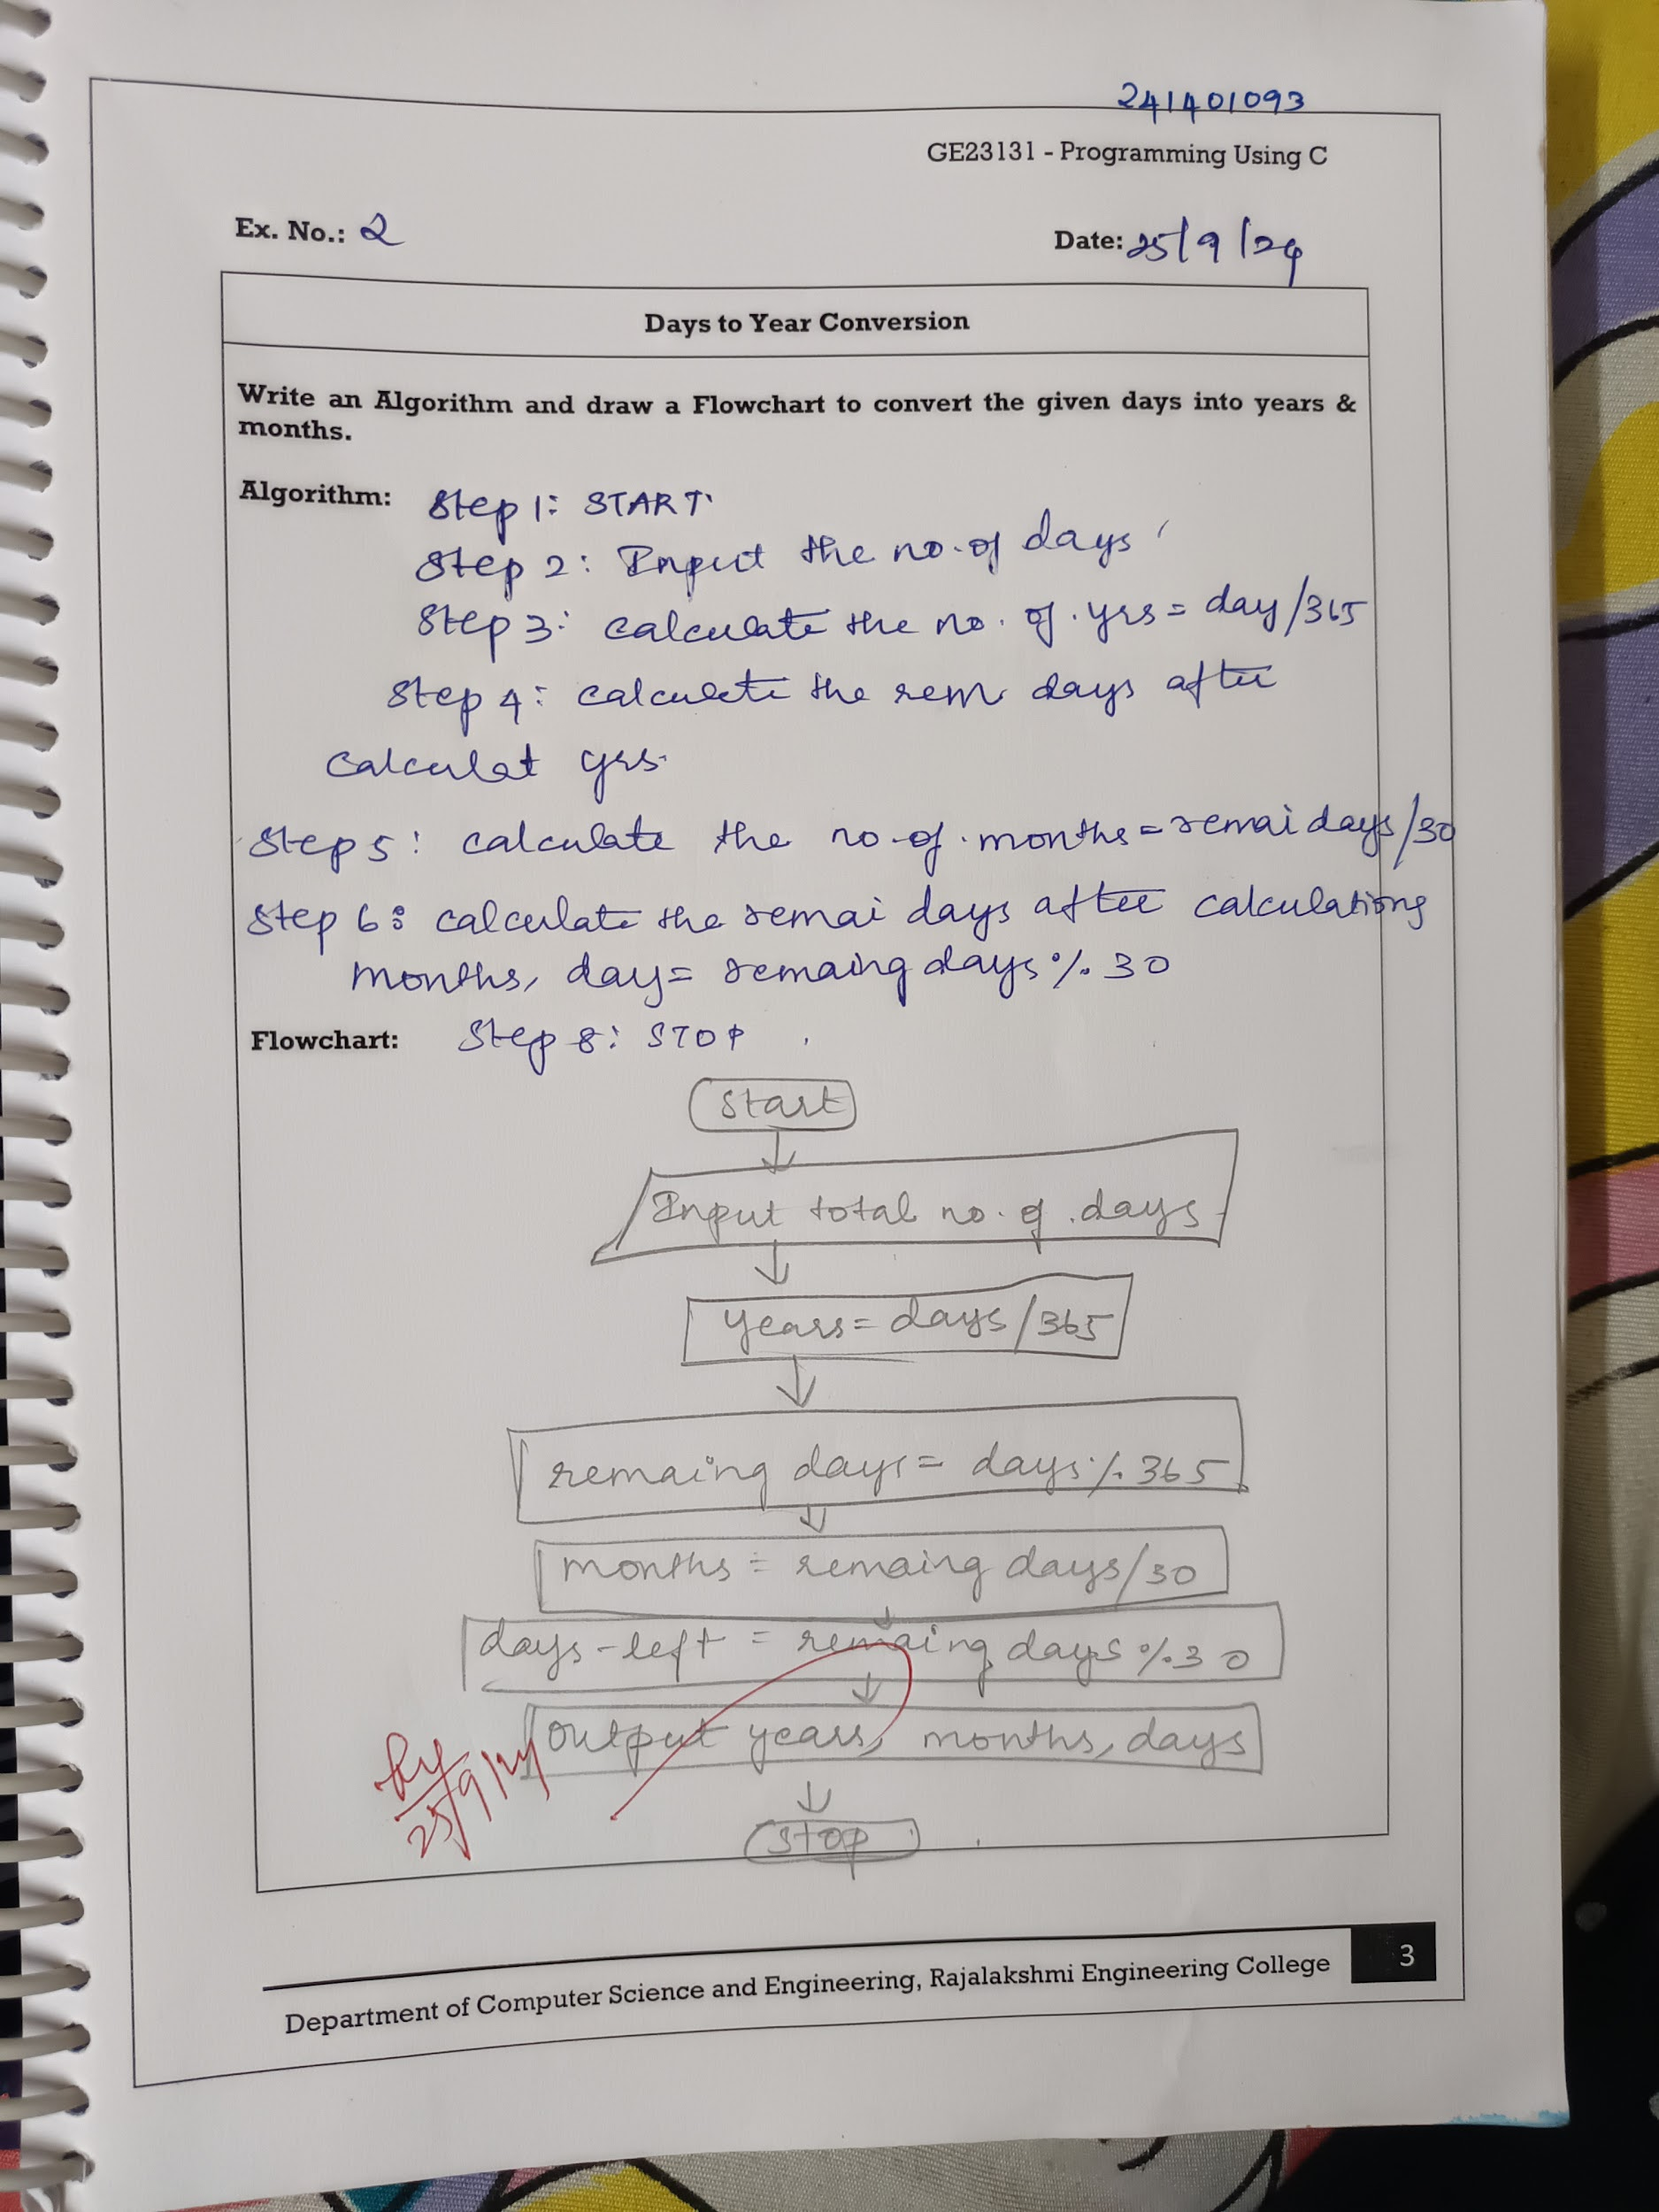 241401093
GE23131 - Programming Using C
Ex. No.: 2
Date: 25/9/24
Days to Year Conversion
Write an Algorithm and draw a Flowchart to convert the given days into years &
months.
Algorithm: Step 1: START
Step 2: Input the no. of days
Step 3: calculate the no. of. yrs = day/365
Step 4: calculate the rem days after
calculat yrs.
Step 5: calculate the no. of. months = remai days/30
Step 6: calculate the remai days after calculationg
months, day = remaing days % 30
Flowchart: Step 8: STOP.
Start
Input total no. of. days
years = days/365
remaing days = days % 365
months = remaing days/30
days-left = remaing days % 30
output years, months, days
25/9/24
Stop
Department of Computer Science and Engineering, Rajalakshmi Engineering College
3